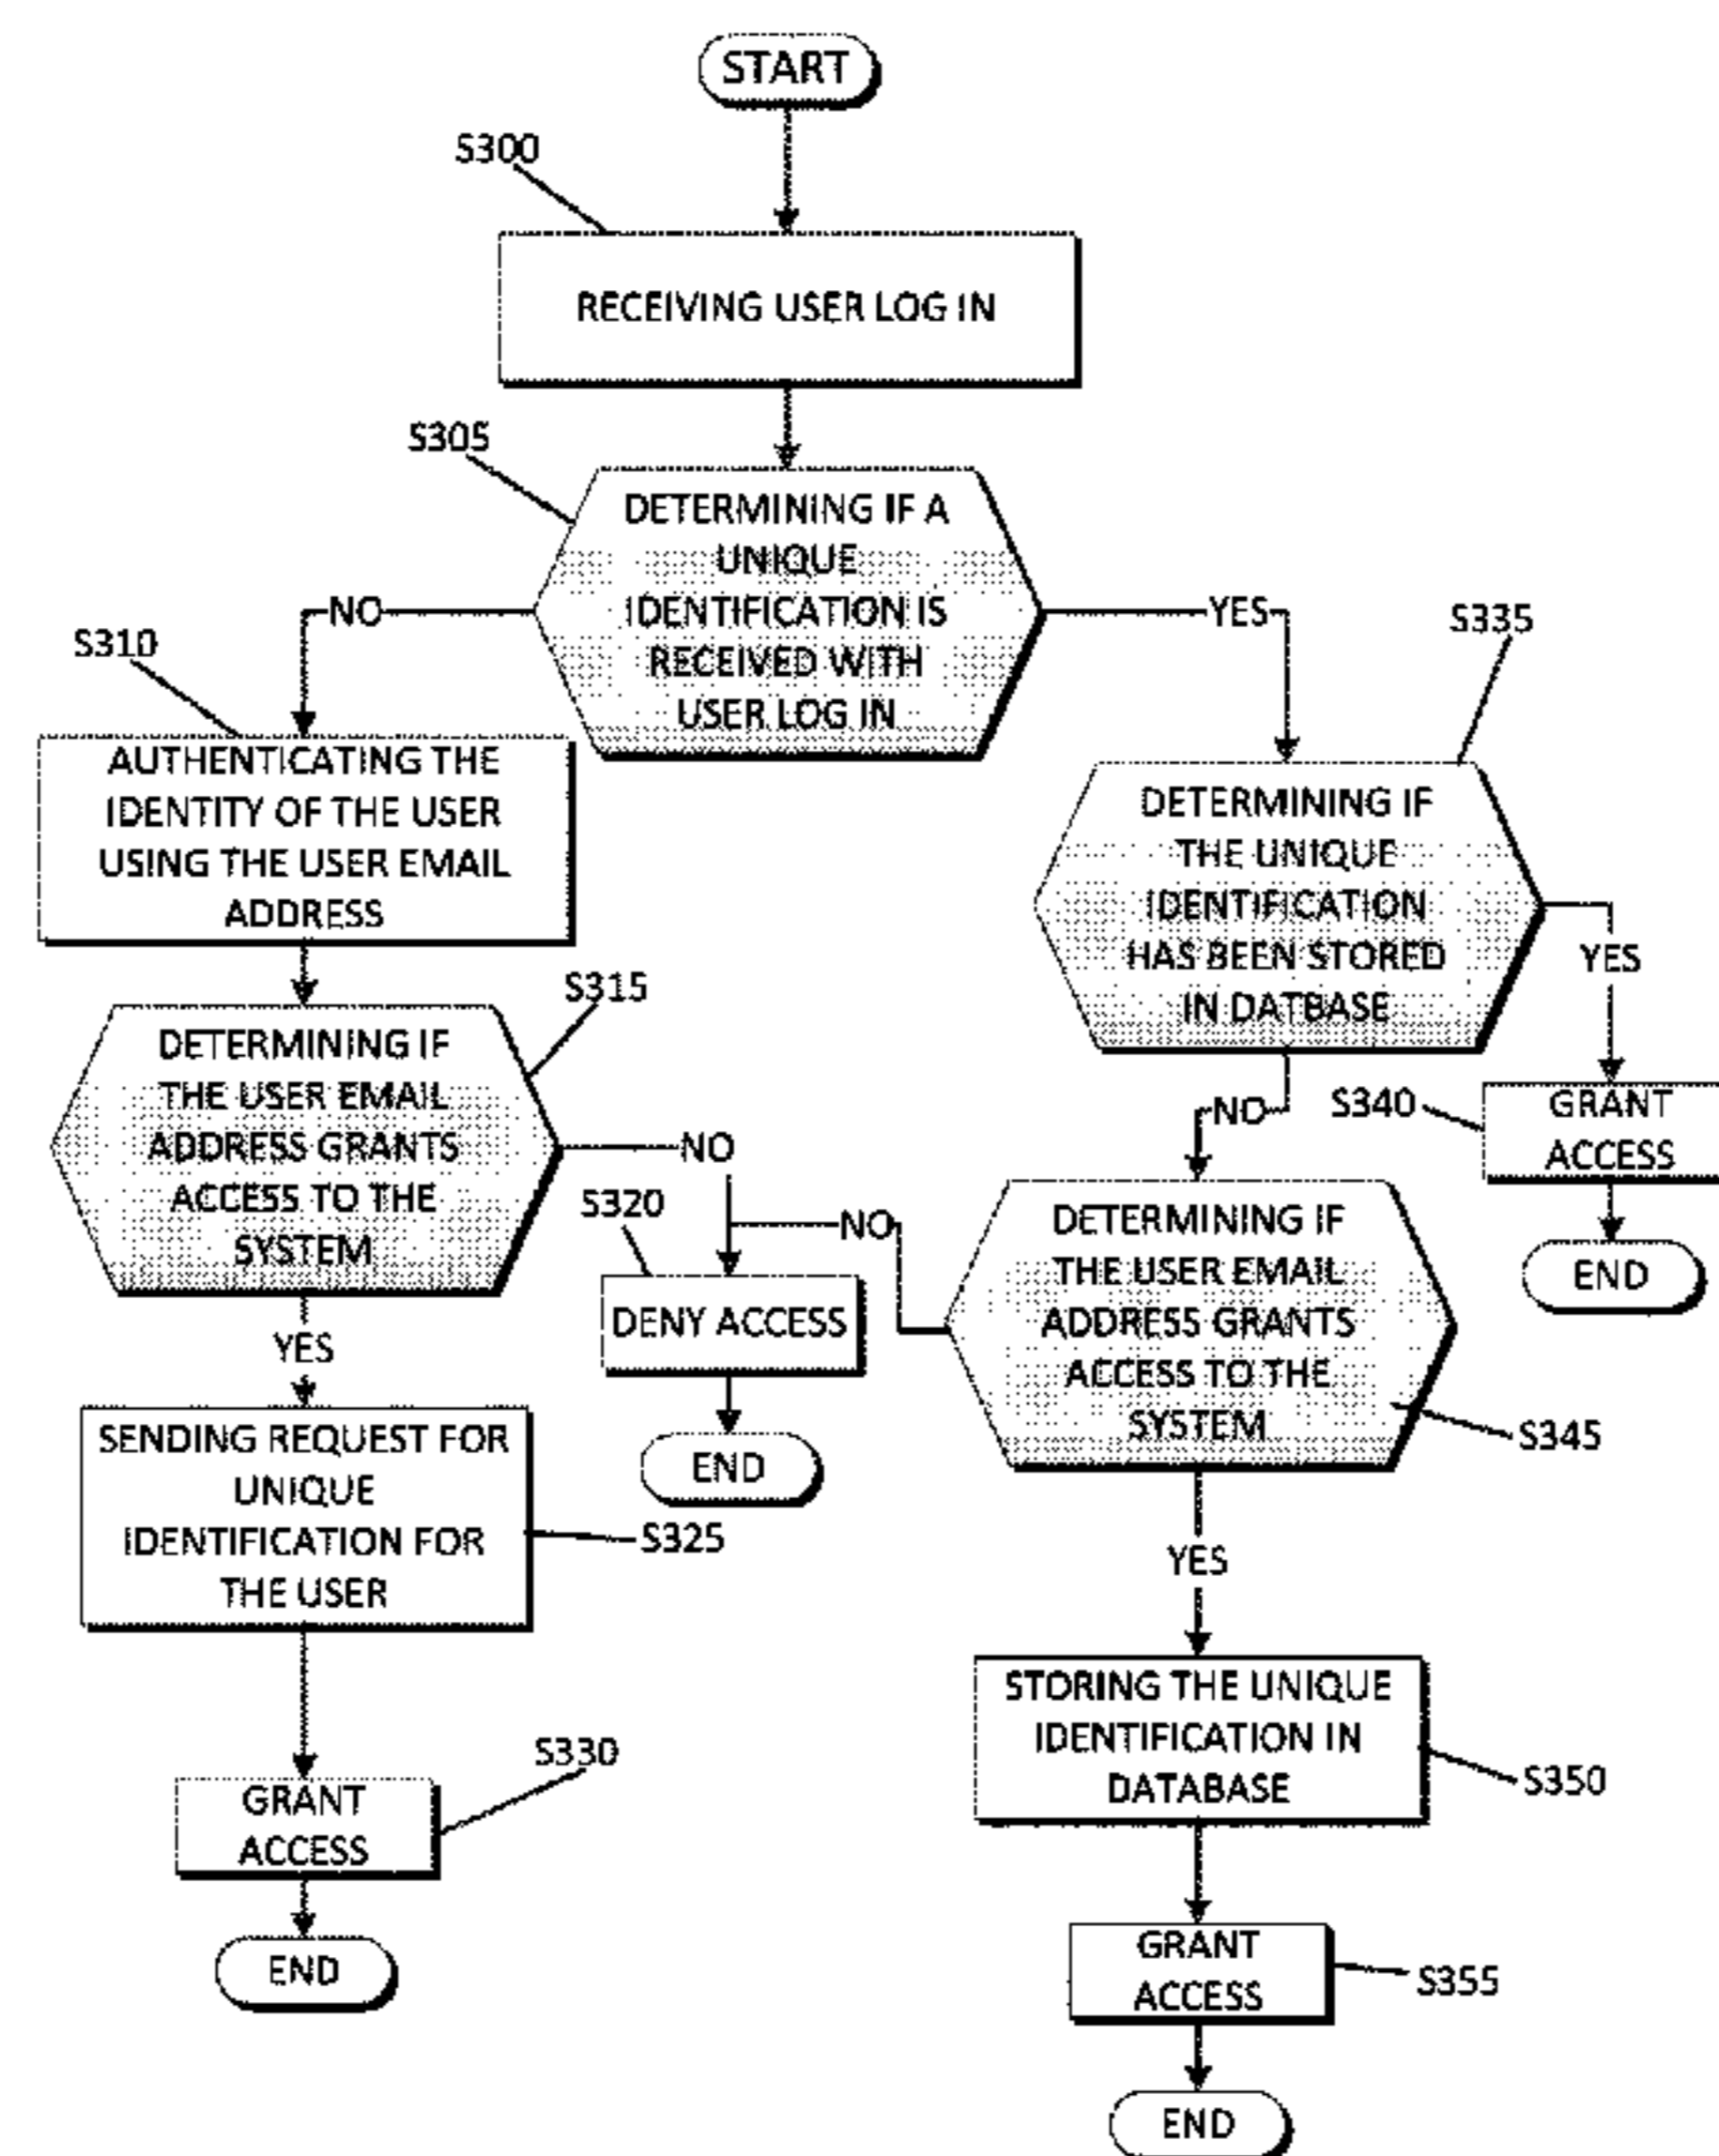 START
S300
RECEIVING USER LOG IN
S305
DETERMINING IF A
UNIQUE
IDENTIFICATION IS
RECEIVED WITH
USER LOG IN
NO
YES
S310
AUTHENTICATING THE
IDENTITY OF THE USER
USING THE USER EMAIL
ADDRESS
S335
DETERMINING IF
THE UNIQUE
IDENTIFICATION
HAS BEEN STORED
IN DATBASE
YES
S315
DETERMINING IF
THE USER EMAIL
ADDRESS GRANTS
ACCESS TO THE
SYSTEM
NO
NO
S340
GRANT
ACCESS
END
S320
DENY ACCESS
END
NO
DETERMINING IF
THE USER EMAIL
ADDRESS GRANTS
ACCESS TO THE
SYSTEM
S345
YES
SENDING REQUEST FOR
UNIQUE
IDENTIFICATION FOR
THE USER
S325
YES
STORING THE UNIQUE
IDENTIFICATION IN
DATABASE
S350
S330
GRANT
ACCESS
END
GRANT
ACCESS
S355
END